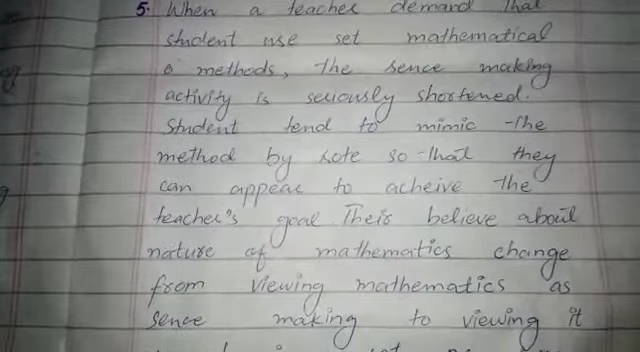 5. When a teacher demand that
student use set mathematical
methods, the sence making
activity is seriously shortened.
Student tend to mimic the
method by rote so that they
can appear to acheive the
teacher's goal. Their believe about
nature of mathematics change
from viewing mathematics as
sence making to viewing it